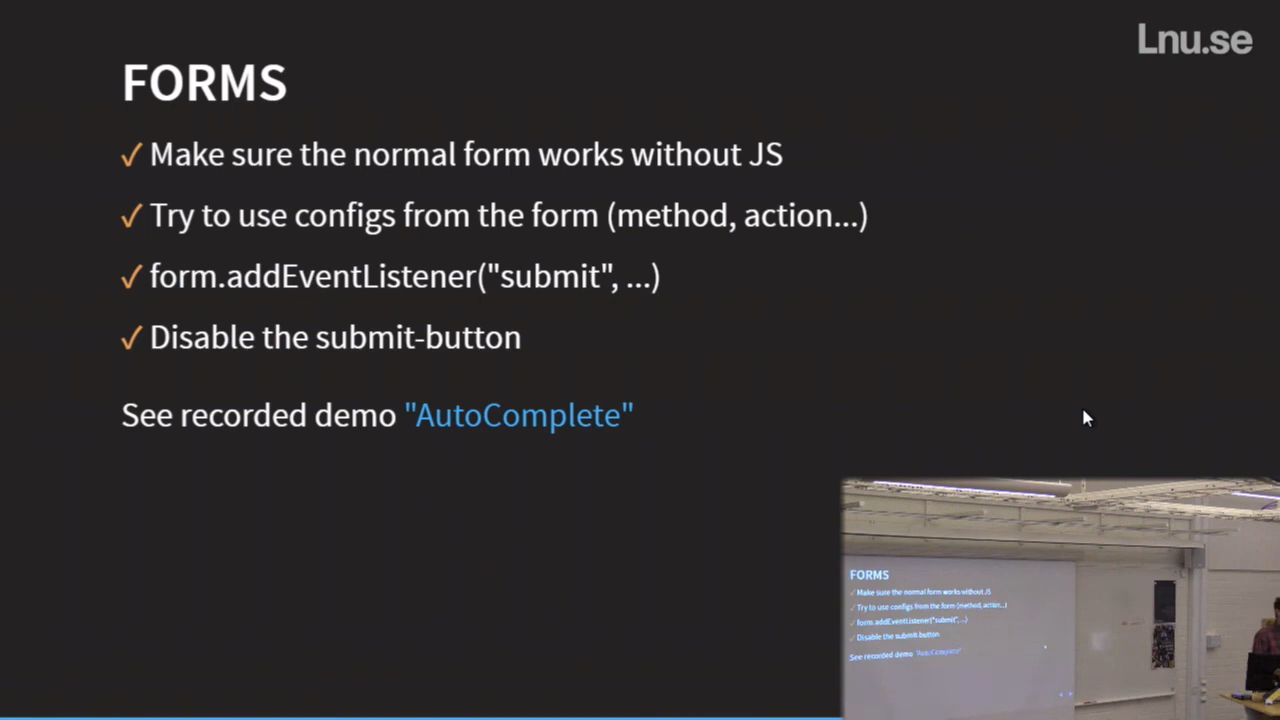 Lnu.se
FORMS
✓ Make sure the normal form works without JS
✓ Try to use configs from the form (method, action...)
✓ form.addEventListener("submit", ...)
✓ Disable the submit-button
See recorded demo "AutoComplete"
FORMS
✓ Make sure the normal form works without JS
✓ Try to use configs from the form (method, action...)
✓ form.addEventListener("submit", ...)
✓ Disable the submit-button
See recorded demo "AutoComplete"